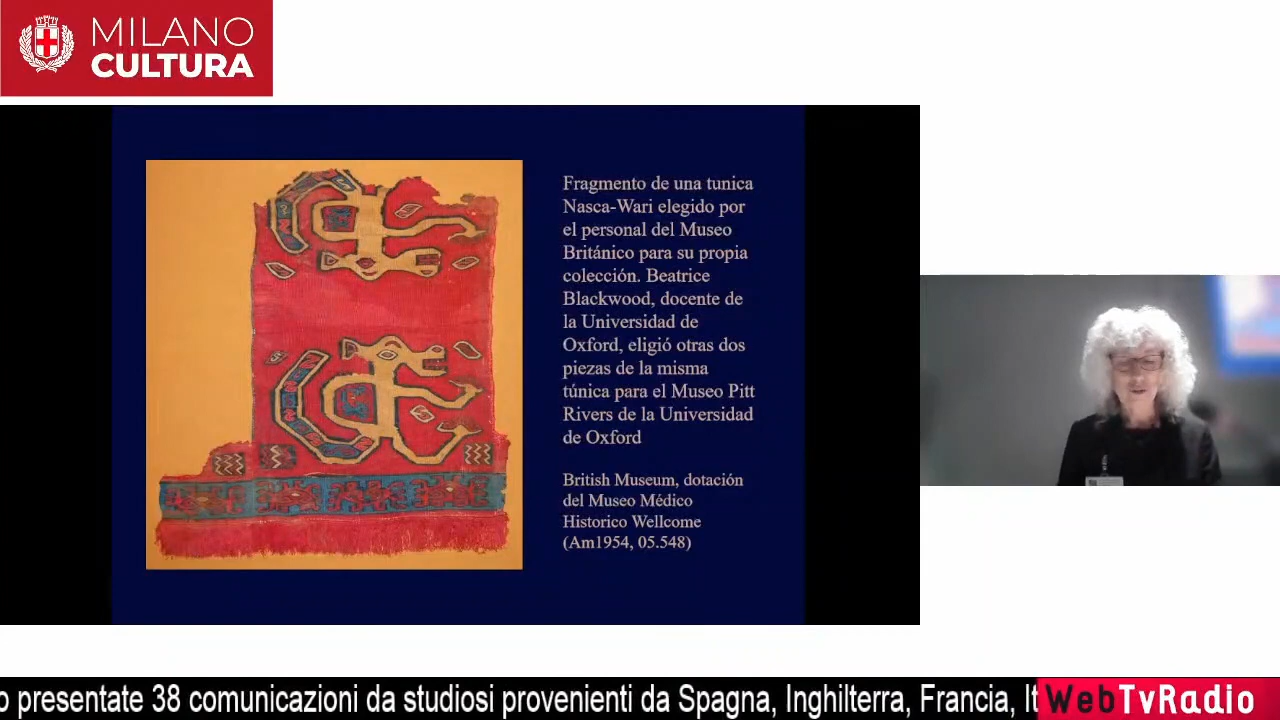 MILANO
CULTURA
Fragmento de una tunica
Nasca-Wari elegido por
el personal del Museo
Británico para su propia
colección. Beatrice
Blackwood, docente de
la Universidad de
Oxford, eligió otras dos
piezas de la misma
túnica para el Museo Pitt
Rivers de la Universidad
de Oxford
British Museum, dotación
del Museo Médico
Historico Wellcome
(Am1954, 05.548)
o presentate 38 comunicazioni da studiosi provenienti da Spagna, Inghilterra, Francia, It
WebTvRadio